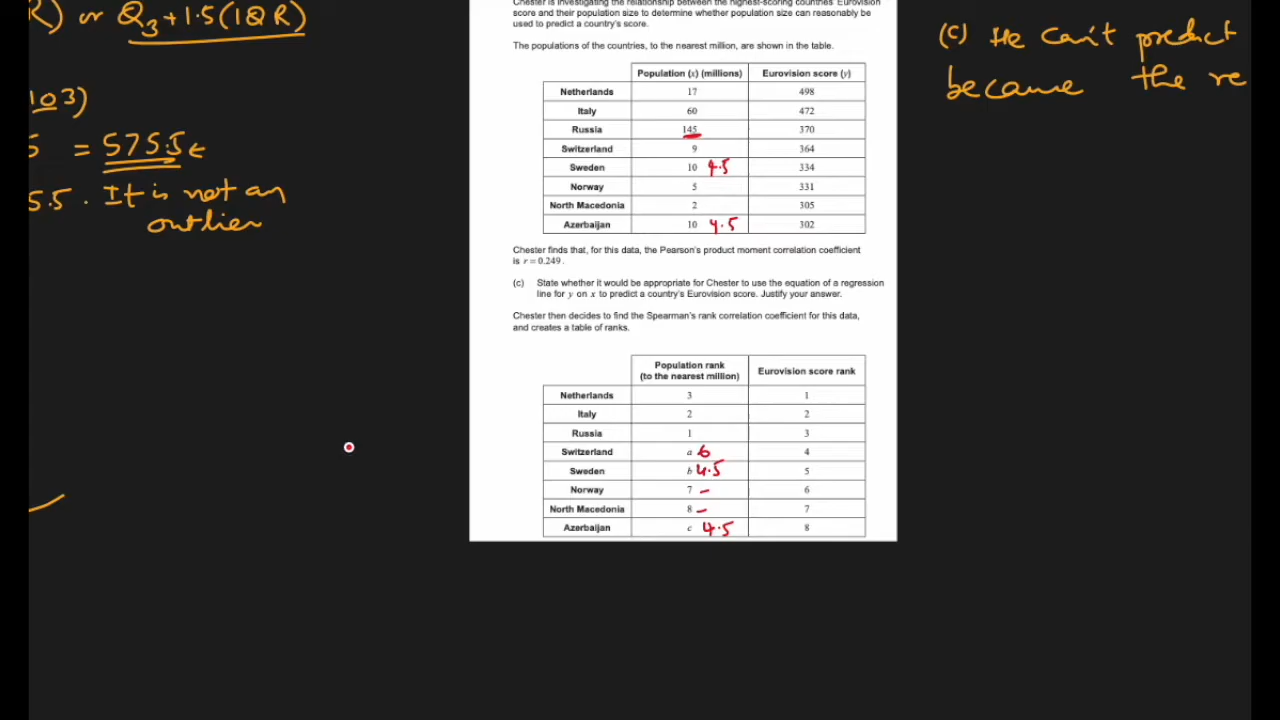 R) or Q3+1.5(IQR)
103)
5 = 575.5
5.5. It is not an
outlier
Chester is investigating the relationship between the highest-scoring countries' Eurovision
score and their population size to determine whether population size can reasonably be
used to predict a country's score.
The populations of the countries, to the nearest million, are shown in the table.
Population (x) (millions) Eurovision score (y)
Netherlands 17 498
Italy 60 472
Russia 145 370
Switzerland 9 364
Sweden 10 4.5 334
Norway 5 331
North Macedonia 2 305
Azerbaijan 10 4.5 302
Chester finds that, for this data, the Pearson's product moment correlation coefficient
is r = 0.249.
(c) State whether it would be appropriate for Chester to use the equation of a regression
line for y on x to predict a country's Eurovision score. Justify your answer.
Chester then decides to find the Spearman's rank correlation coefficient for this data,
and creates a table of ranks.
Population rank
(to the nearest million) Eurovision score rank
Netherlands 3 1
Italy 2 2
Russia 1 3
Switzerland a 6 4
Sweden b 4.5 5
Norway 7 – 6
North Macedonia 8 – 7
Azerbaijan c 4.5 8
(c) He can't predict
because the re